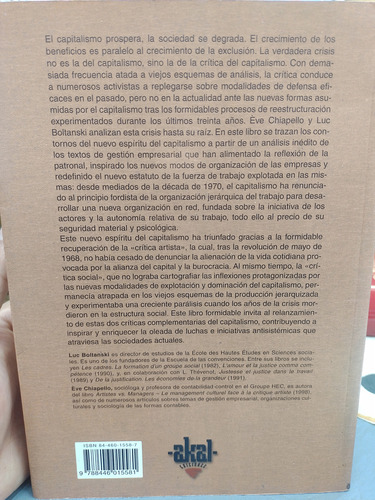 El capitalismo prospera, la sociedad se degrada. El crecimiento de los
beneficios es paralelo al crecimiento de la exclusión. La verdadera crisis
no es la del capitalismo, sino la de la crítica del capitalismo. Con de-
masiada frecuencia atada a viejos esquemas de análisis, la crítica conduce
a numerosos activistas a replegarse sobre modalidades de defensa efi-
caces en el pasado, pero no en la actualidad ante las nuevas formas asu-
midas por el capitalismo tras los formidables procesos de reestructuración
experimentados durante los últimos treinta años. Ève Chiapello y Luc
Boltanski analizan esta crisis hasta su raíz. En este libro se trazan los con-
tornos del nuevo espíritu del capitalismo a partir de un análisis inédito de
los textos de gestión empresarial que han alimentado la reflexión de la
patronal, inspirado los nuevos modos de organización de las empresas y
redefinido el nuevo estatuto de la fuerza de trabajo explotada en las mis-
mas: desde mediados de la década de 1970, el capitalismo ha renuncia-
do al principio fordista de la organización jerárquica del trabajo para de-
sarrollar una nueva organización en red, fundada sobre la iniciativa de los
actores y la autonomía relativa de su trabajo, todo ello al precio de su
seguridad material y psicológica.
Este nuevo espíritu del capitalismo ha triunfado gracias a la formidable
recuperación de la «crítica artista», la cual, tras la revolución de mayo de
1968, no había cesado de denunciar la alienación de la vida cotidiana pro-
vocada por la alianza del capital y la burocracia. Al mismo tiempo, la «crí-
tica social», que no lograba cartografiar las inflexiones protagonizadas por
las nuevas modalidades de explotación y dominación del capitalismo, perma-
necía atrapada en los viejos esquemas de la producción jerarquizada
y experimentaba una creciente parálisis cuando los años de la crisis mor-
dieron en la estructura social. Este libro formidable invita al relanzamien-
to de estas dos críticas complementarias del capitalismo, contribuyendo a
inspirar y enriquecer la oleada de luchas e iniciativas antisistémicas que
atraviesa las sociedades actuales.
Luc Boltanski es director de estudios de la École des Hautes Études en Sciences socia-
les. Es uno de los fundadores de la Escuela de las convenciones. Entre sus libros se inclu-
yen Les cadres. La formation d'un groupe social (1982), L'amour et la justice comme com-
pétence (1990), y, en colaboración con L. Thévenot, Justesse et justice dans le travail
(1989) y De la justification. Les économies de la grandeur (1991).
Ève Chiapello, socióloga y profesora de contabilidad-control en el Groupe HEC, es autora
del libro Artistes vs. Managers – Le management culturel face à la critique artiste (1998),
así como de numerosos artículos sobre temas de gestión empresarial, organizaciones cul-
turales y sociología de las formas contables.
ISBN 84-460-1558-7
9 788446 015581
akal
EDICIONES